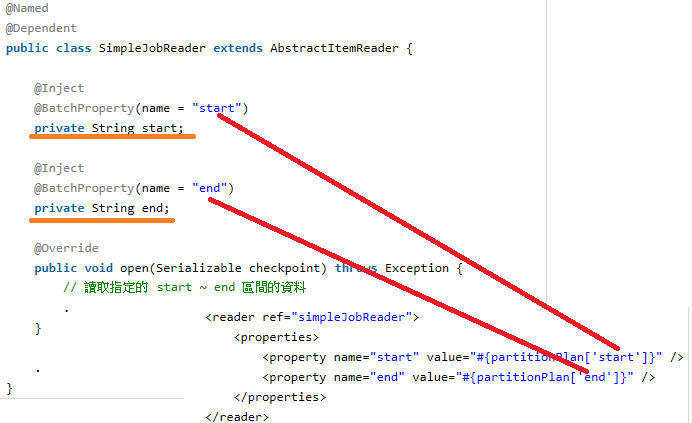 @Named
@Dependent
public class SimpleJobReader extends AbstractItemReader {
@Inject
@BatchProperty(name = "start")
private String start;
@Inject
@BatchProperty(name = "end")
private String end;
@Override
public void open(Serializable checkpoint) throws Exception {
// 讀取指定的 start ~ end 區間的資料
.
}
.
}
<reader ref="simpleJobReader">
<properties>
<property name="start" value="#{partitionPlan['start']}" />
<property name="end" value="#{partitionPlan['end']}" />
</properties>
</reader>